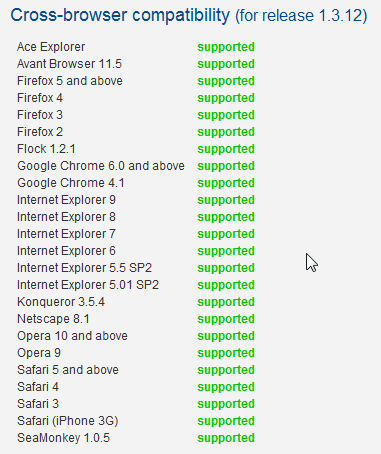 Cross-browser compatibility (for release 1.3.12)
Ace Explorer supported
Avant Browser 11.5 supported
Firefox 5 and above supported
Firefox 4 supported
Firefox 3 supported
Firefox 2 supported
Flock 1.2.1 supported
Google Chrome 6.0 and above supported
Google Chrome 4.1 supported
Internet Explorer 9 supported
Internet Explorer 8 supported
Internet Explorer 7 supported
Internet Explorer 6 supported
Internet Explorer 5.5 SP2 supported
Internet Explorer 5.01 SP2 supported
Konqueror 3.5.4 supported
Netscape 8.1 supported
Opera 10 and above supported
Opera 9 supported
Safari 5 and above supported
Safari 4 supported
Safari 3 supported
Safari (iPhone 3G) supported
SeaMonkey 1.0.5 supported